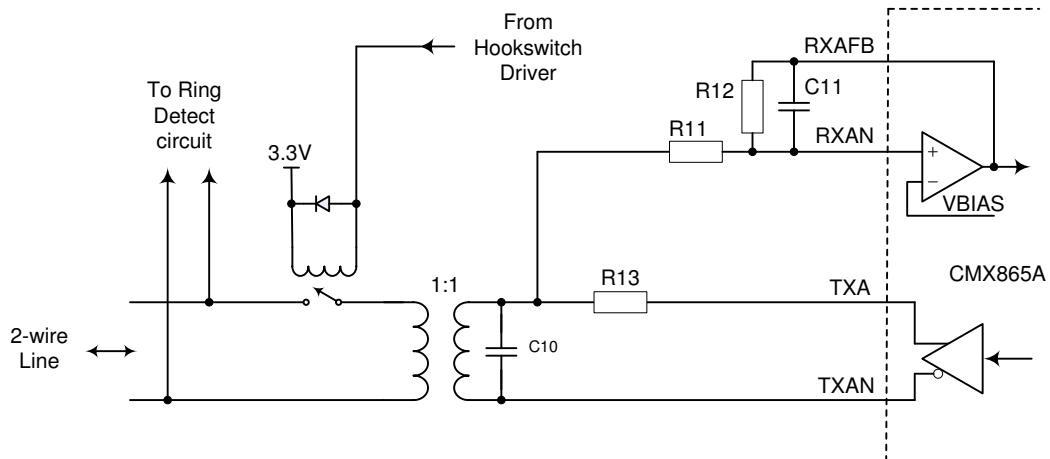 From
Hookswitch
Driver
To Ring
Detect
circuit
3.3V
RXAFB
R12
C11
R11
RXAN
+
−
VBIAS
CMX865A
1:1
R13
TXA
2-wire
Line
C10
TXAN